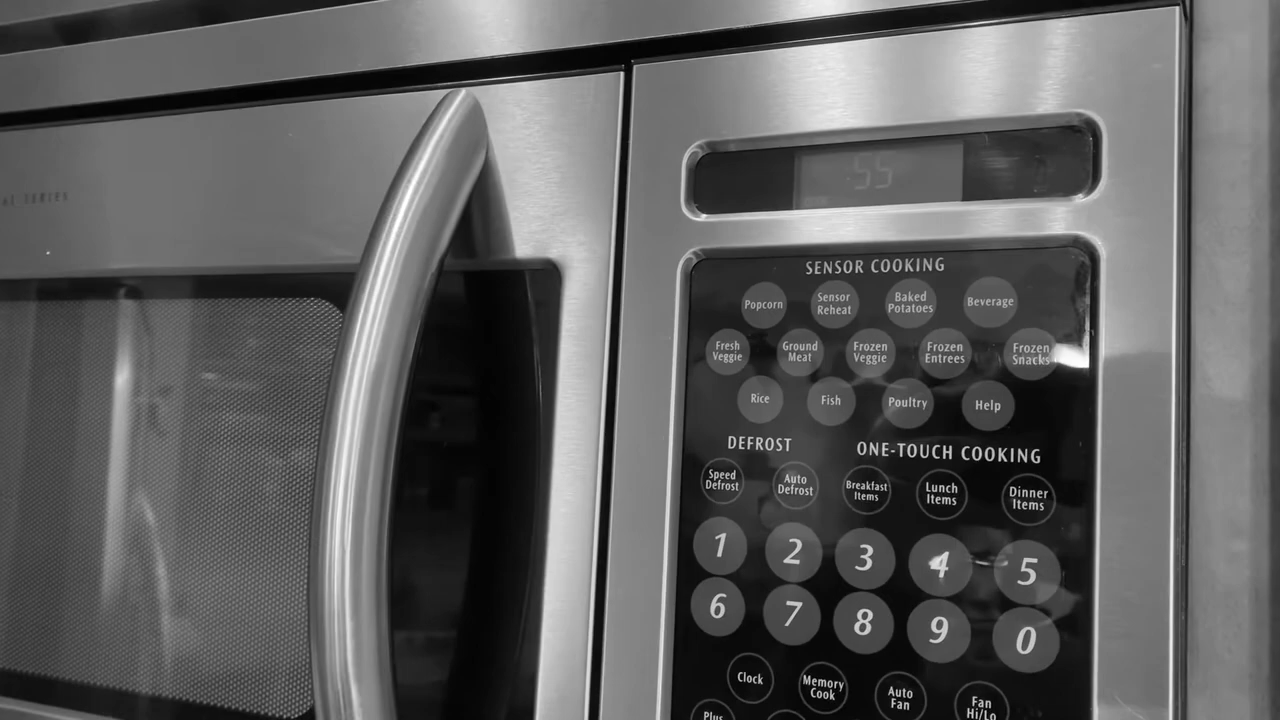 SERIES
:55
SENSOR COOKING
Popcorn
Sensor
Reheat
Baked
Potatoes
Beverage
Fresh
Veggie
Ground
Meat
Frozen
Veggie
Frozen
Entrees
Frozen
Snacks
Rice
Fish
Poultry
Help
DEFROST
ONE-TOUCH COOKING
Speed
Defrost
Auto
Defrost
Breakfast
Items
Lunch
Items
Dinner
Items
1 2 3 4 5
6 7 8 9 0
Clock
Memory
Cook
Auto
Fan
Fan
Hi/Lo
Plus